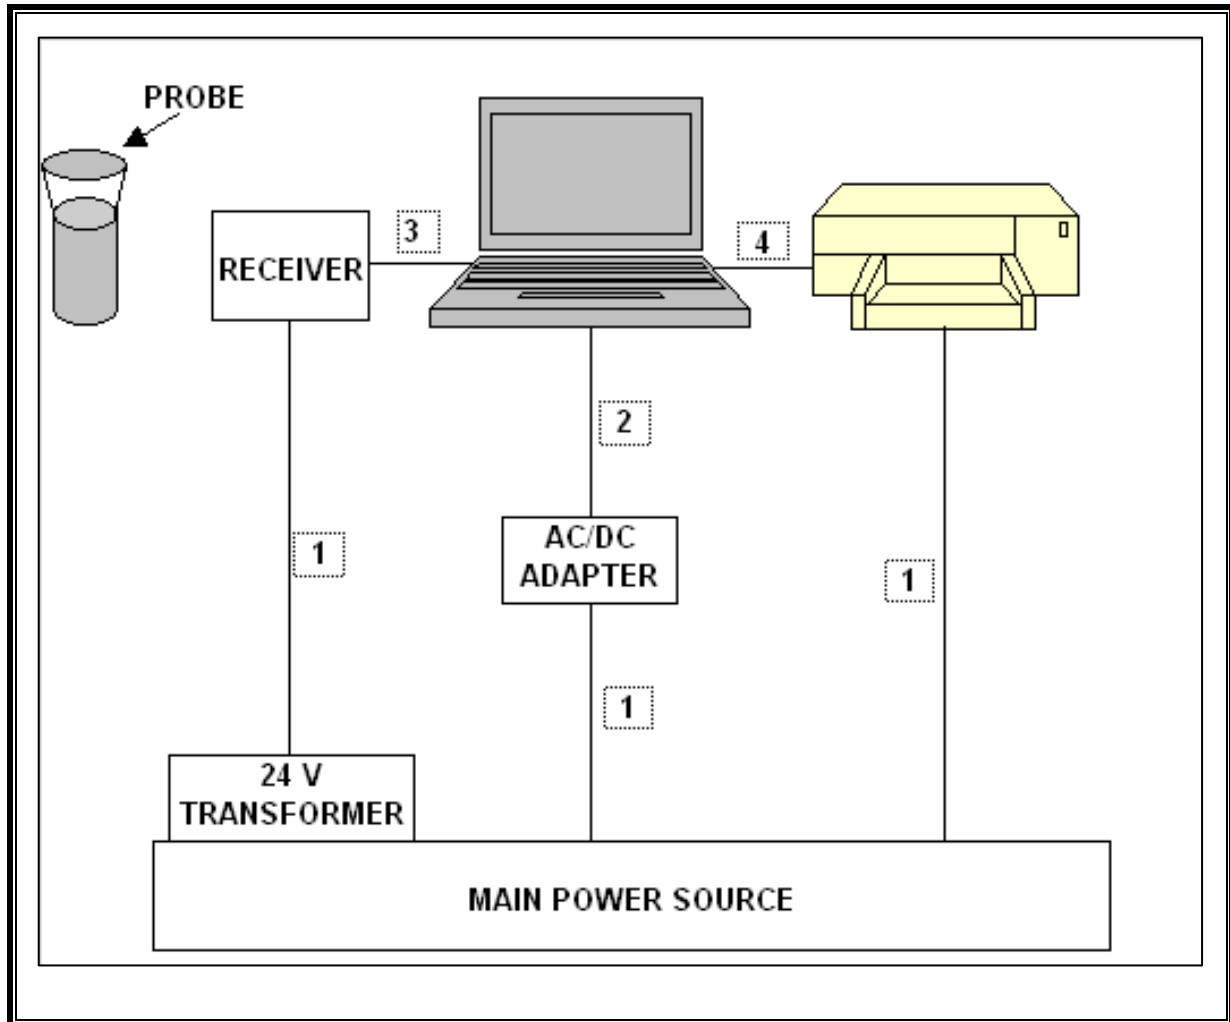 PROBE
RECEIVER
3
4
2
AC/DC
ADAPTER
1
1
1
24 V
TRANSFORMER
MAIN POWER SOURCE